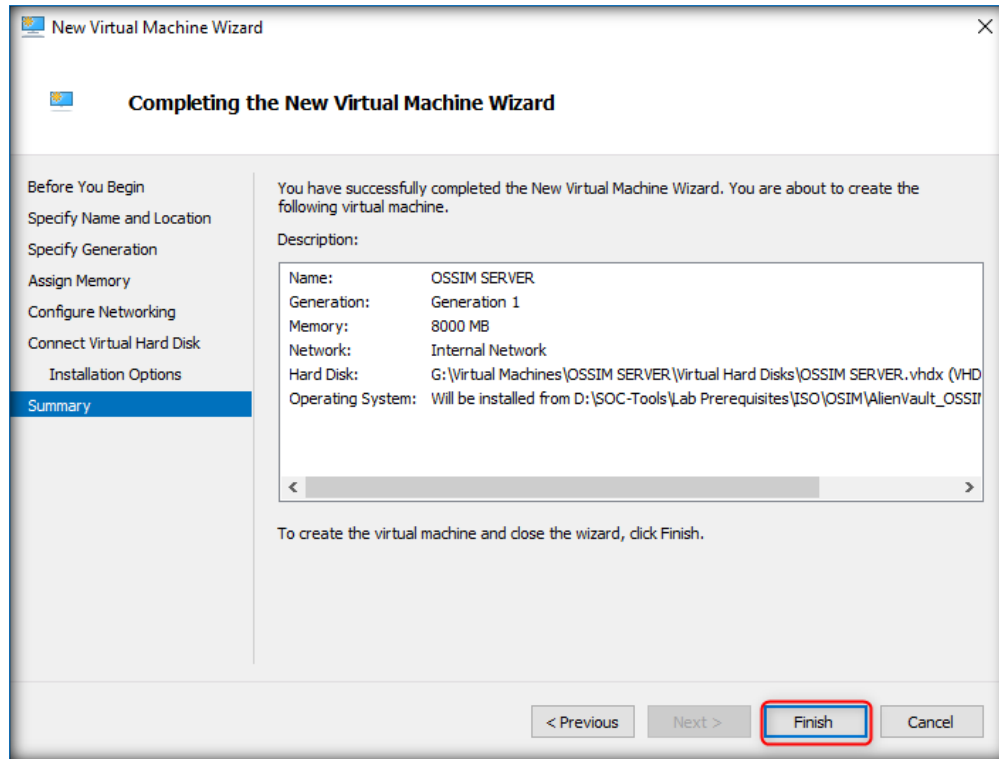 New Virtual Machine Wizard
Completing the New Virtual Machine Wizard
Before You Begin
Specify Name and Location
Specify Generation
Assign Memory
Configure Networking
Connect Virtual Hard Disk
Installation Options
Summary
You have successfully completed the New Virtual Machine Wizard. You are about to create the
following virtual machine.
Description:
Name: OSSIM SERVER
Generation: Generation 1
Memory: 8000 MB
Network: Internal Network
Hard Disk: G:\Virtual Machines\OSSIM SERVER\Virtual Hard Disks\OSSIM SERVER.vhdx (VHD
Operating System: Will be installed from D:\SOC-Tools\Lab Prerequisites\ISO\OSIM\AlienVault_OSSI
To create the virtual machine and close the wizard, click Finish.
< Previous Next > Finish Cancel